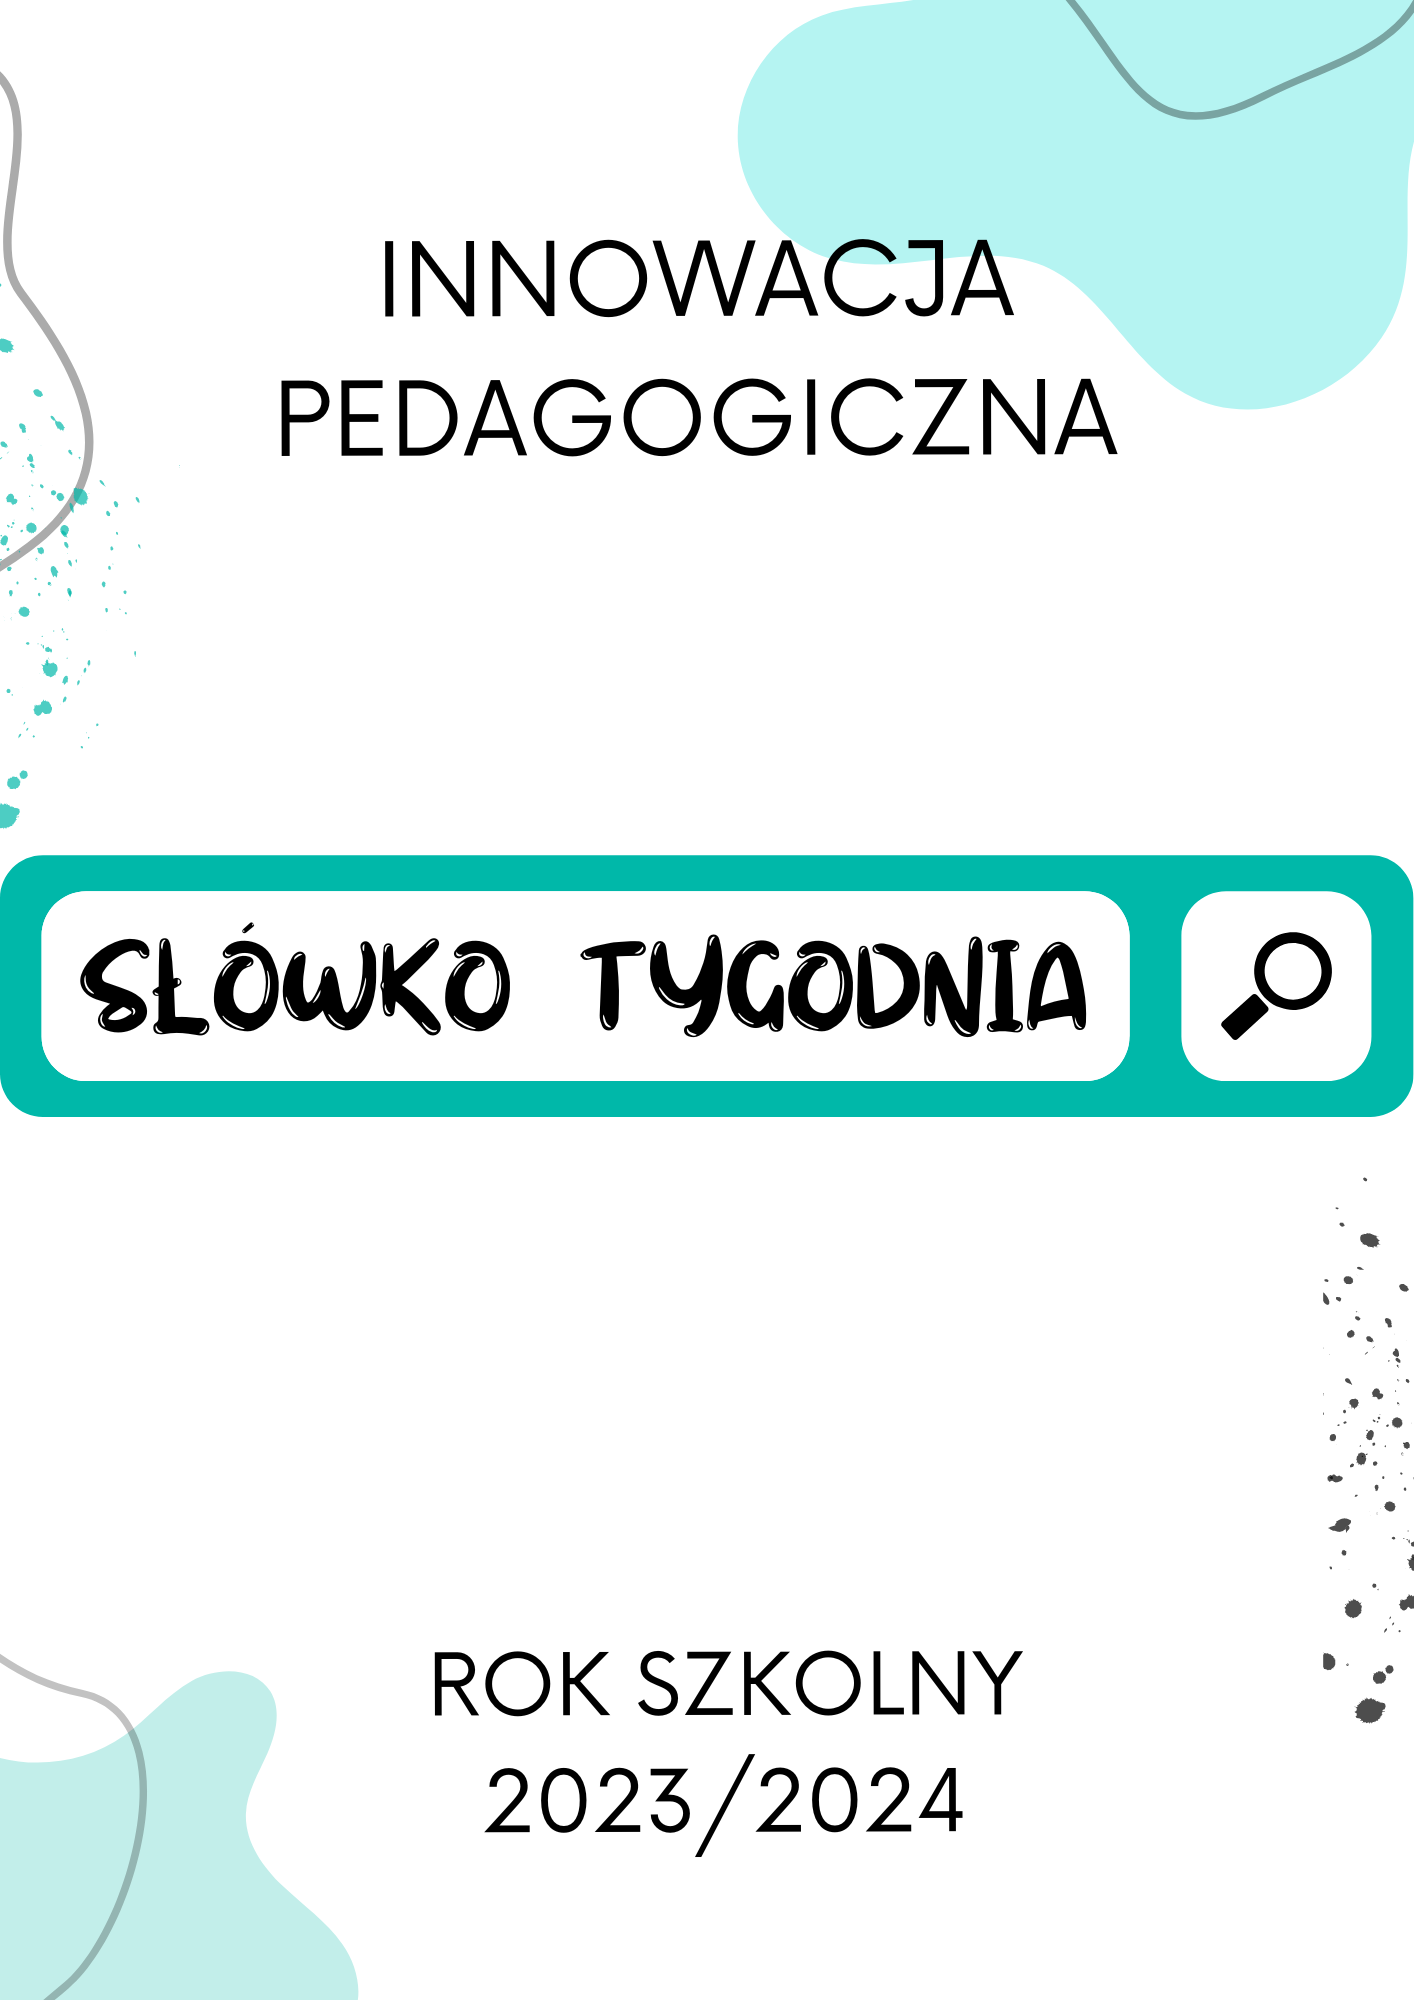 INNOWACJA
PEDAGOGICZNA
SŁÓWKO TYGODNIA
ROK SZKOLNY
2023/2024